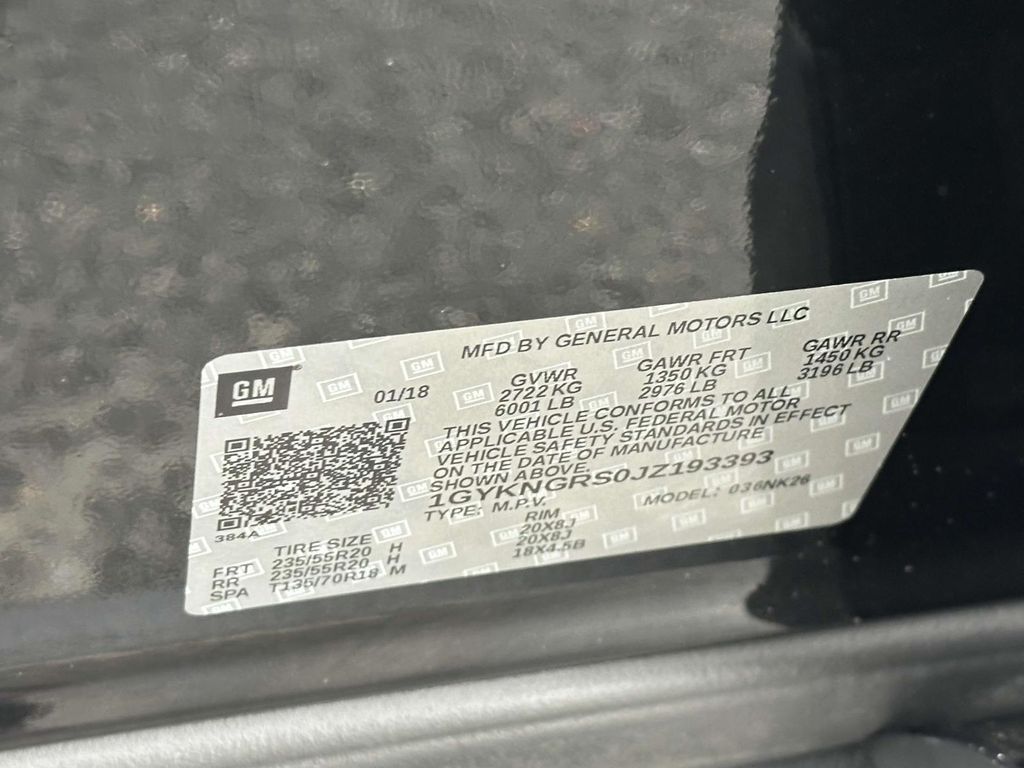 MFD BY GENERAL MOTORS LLC
GM
01/18
GVWR GAWR FRT GAWR RR
2722 KG 1350 KG 1450 KG
6001 LB 2976 LB 3196 LB
THIS VEHICLE CONFORMS TO ALL
APPLICABLE U.S. FEDERAL MOTOR
VEHICLE SAFETY STANDARDS IN EFFECT
ON THE DATE OF MANUFACTURE
SHOWN ABOVE.
1GYKNGRS0JZ193393
TYPE: M.P.V. MODEL: 036NK26
384A
TIRE SIZE RIM
FRT 235/55R20 H 20X8J
RR 235/55R20 H 20X8J
SPA T135/70R18 M 18X4.5B